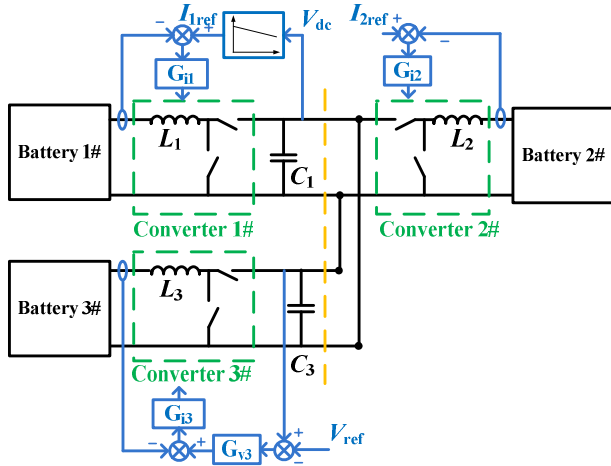 I1ref
Vdc
I2ref
Gi1
Gi2
Battery 1#
L1
C1
L2
Battery 2#
Converter 1#
Converter 2#
Battery 3#
L3
C3
Converter 3#
Gi3
Gv3
Vref
− + + − − + + −